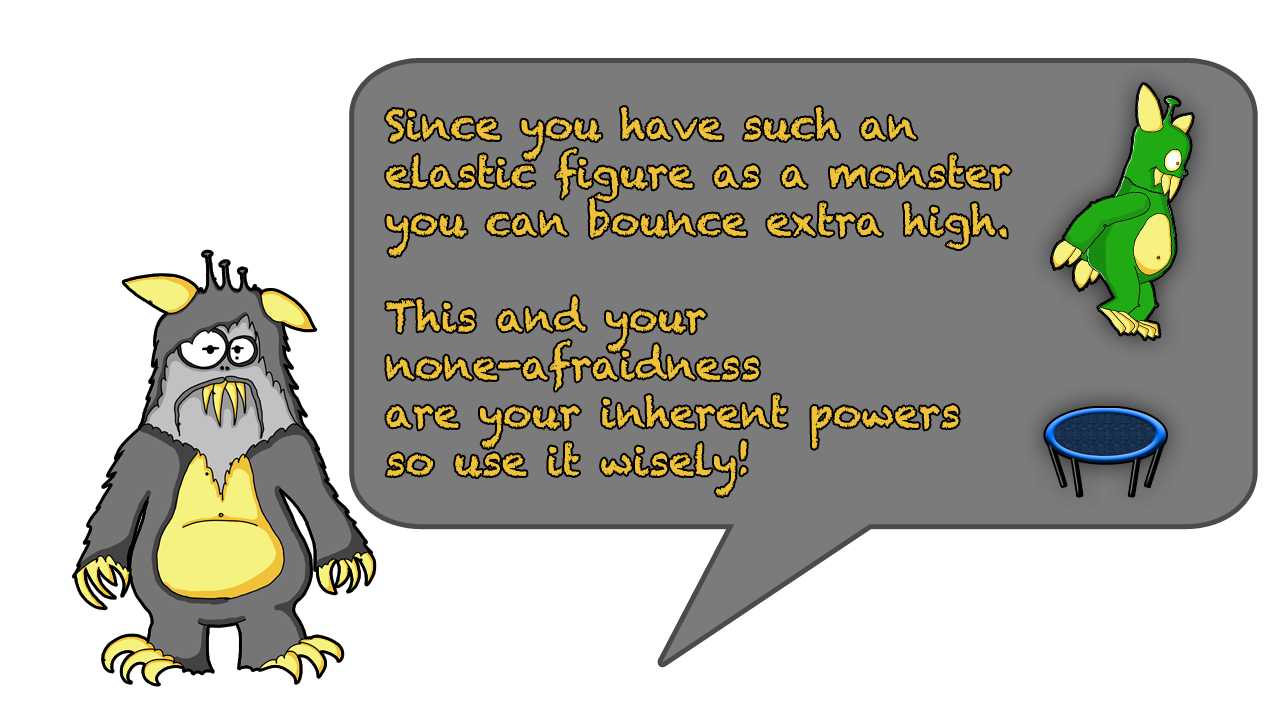 Since you have such an
elastic figure as a monster
you can bounce extra high.
This and your
none-afraidness
are your inherent powers
so use it wisely!